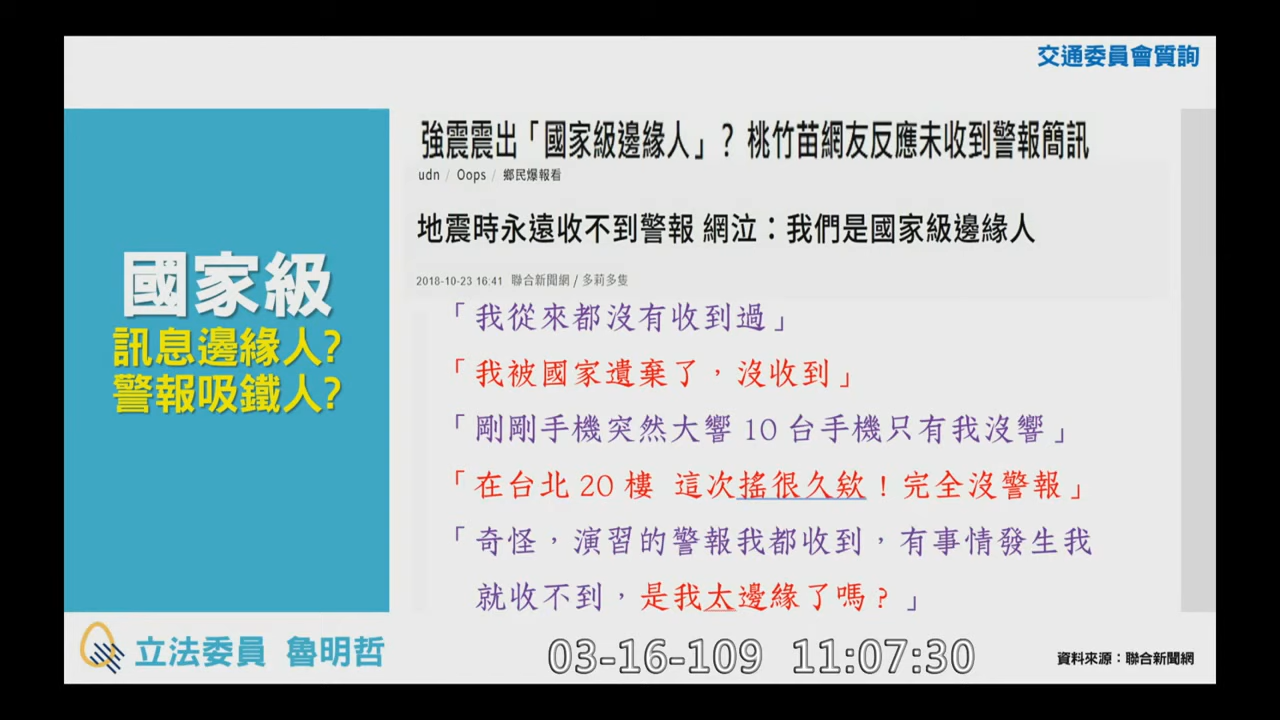 交通委員會質詢
強震震出「國家級邊緣人」? 桃竹苗網友反應未收到警報簡訊
udn / Oops / 鄉民爆報看
地震時永遠收不到警報 網泣：我們是國家級邊緣人
2018-10-23 16:41 聯合新聞網 / 多莉多隻
國家級
訊息邊緣人?
警報吸鐵人?
「我從來都沒有收到過」
「我被國家遺棄了，沒收到」
「剛剛手機突然大響 10 台手機只有我沒響」
「在台北 20 樓 這次搖很久欸！完全沒警報」
「奇怪，演習的警報我都收到，有事情發生我
就收不到，是我太邊緣了嗎？」
立法委員 魯明哲
03-16-109 11:07:30
資料來源：聯合新聞網